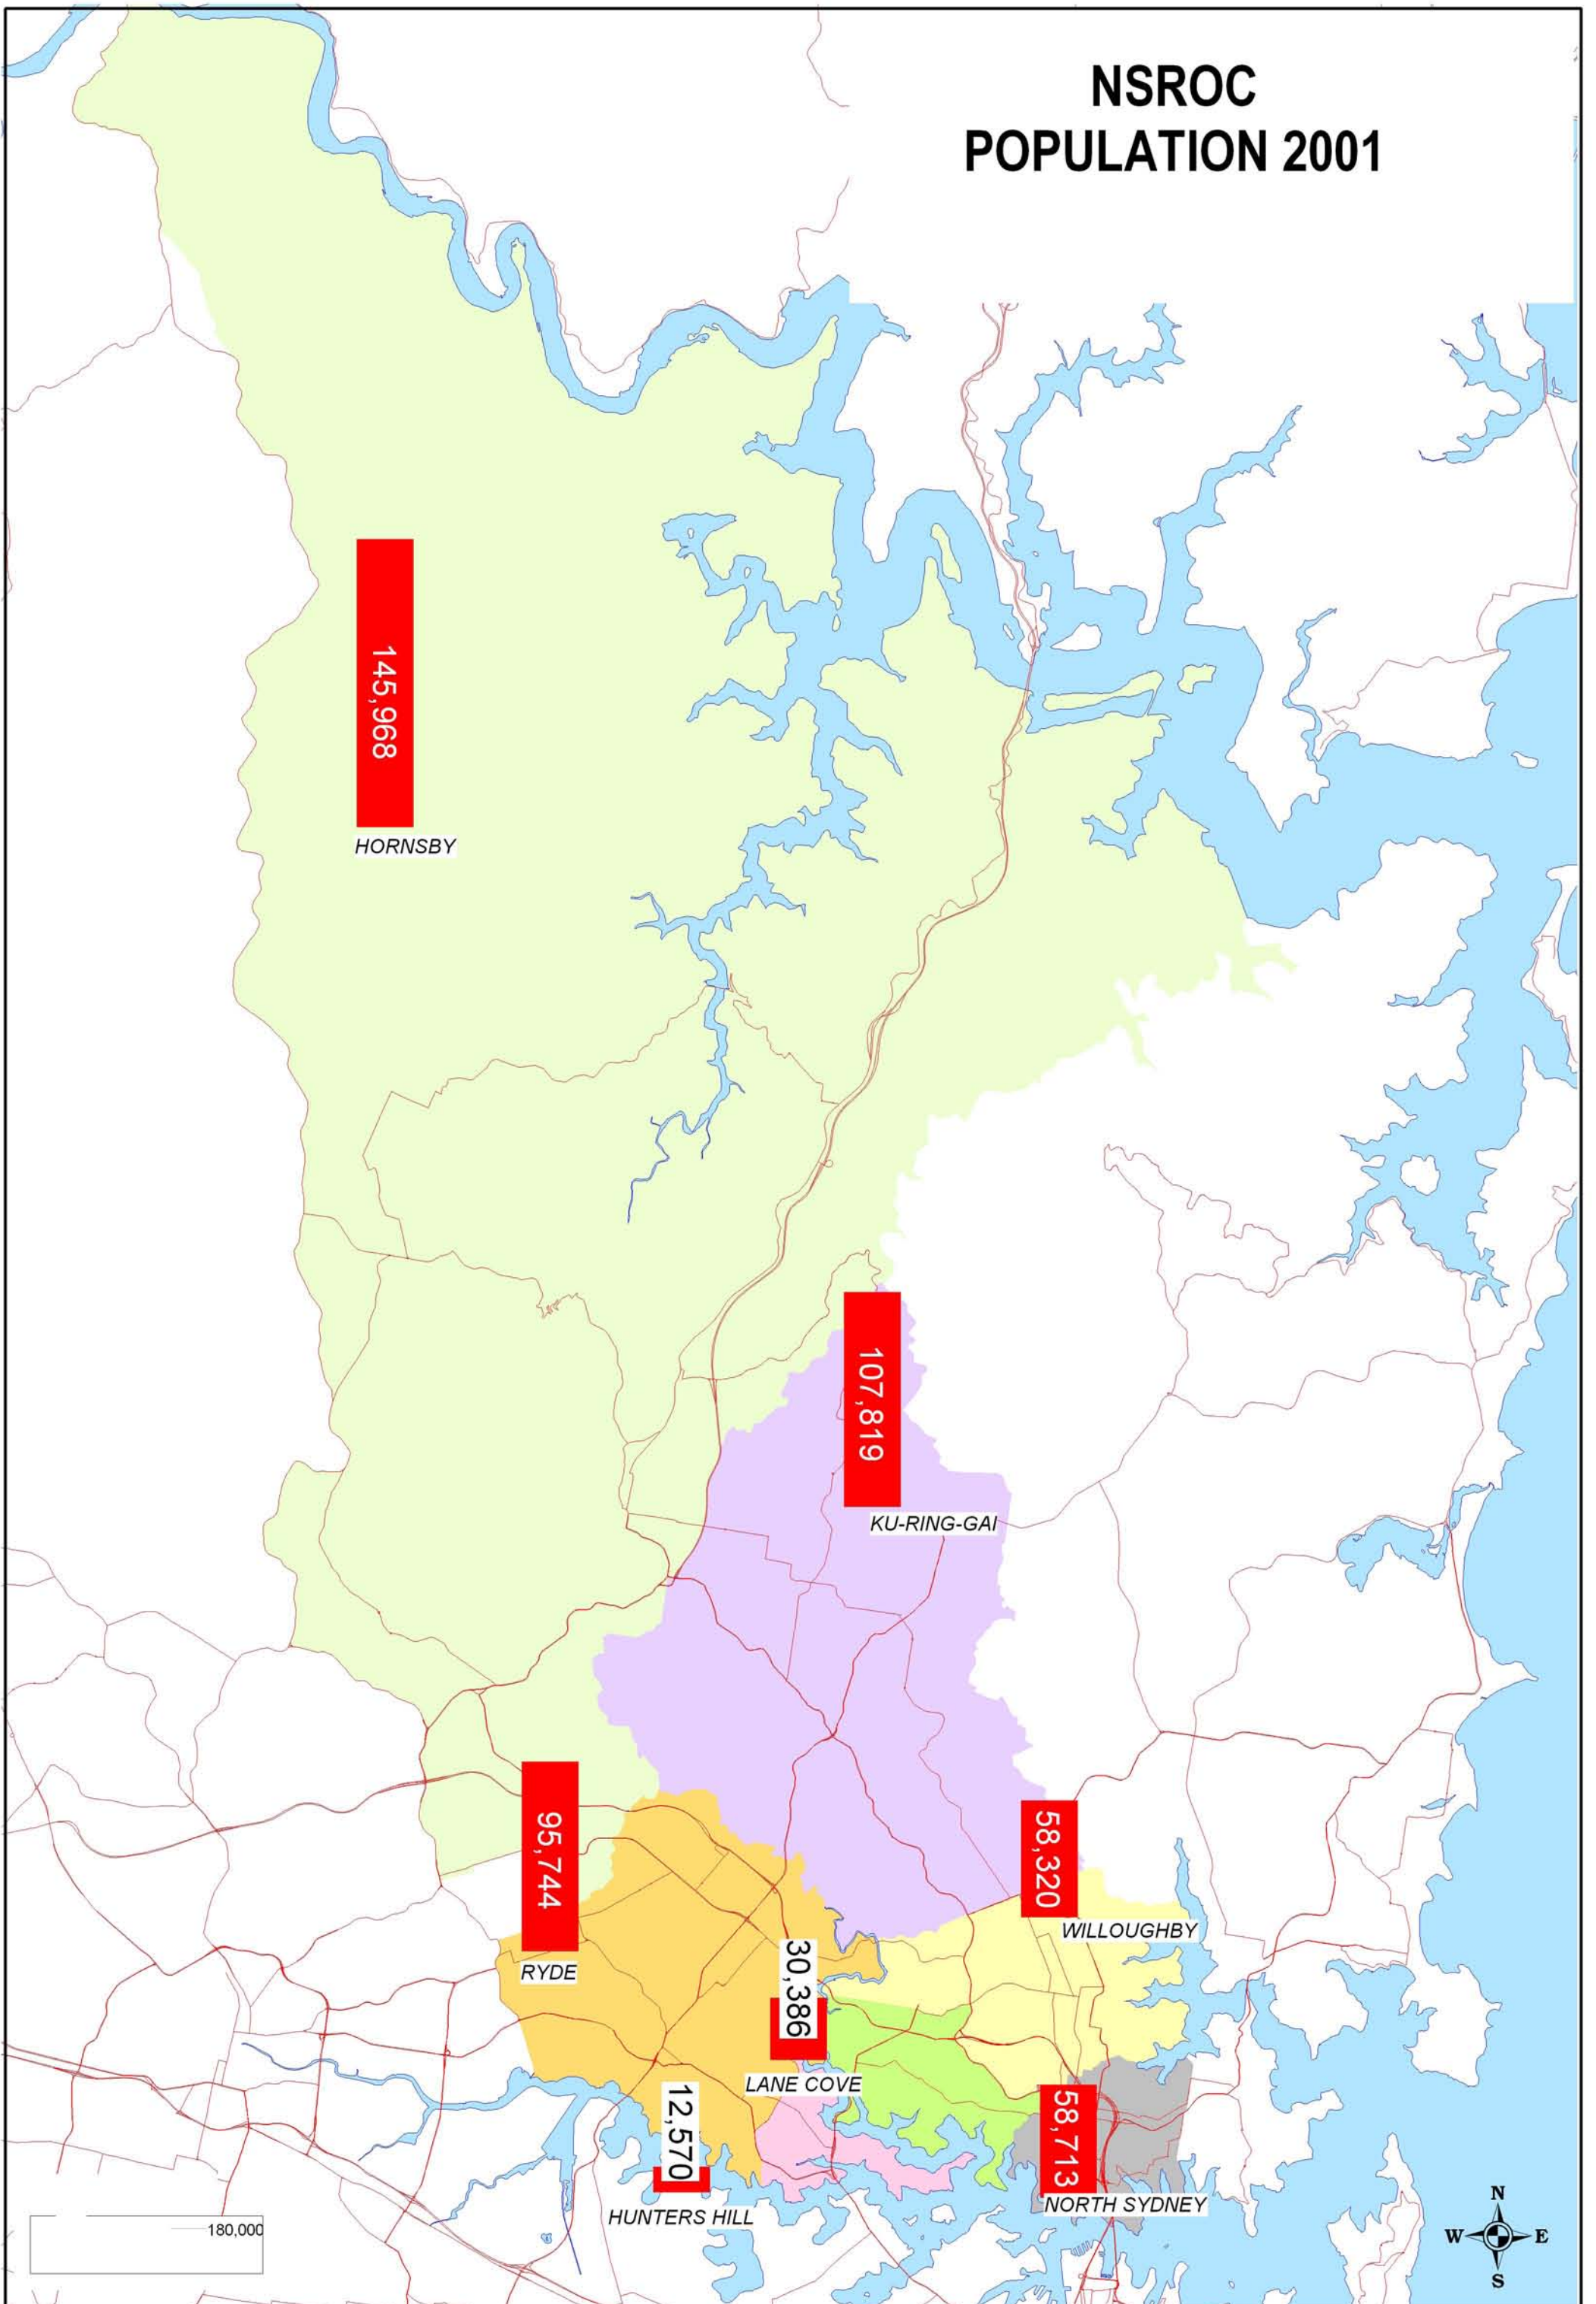 NSROC
POPULATION 2001
145,968
HORNSBY
107,819
KU-RING-GAI
95,744
RYDE
58,320
WILLOUGHBY
30,386
LANE COVE
12,570
HUNTERS HILL
58,713
NORTH SYDNEY
180,000
N
W E
S